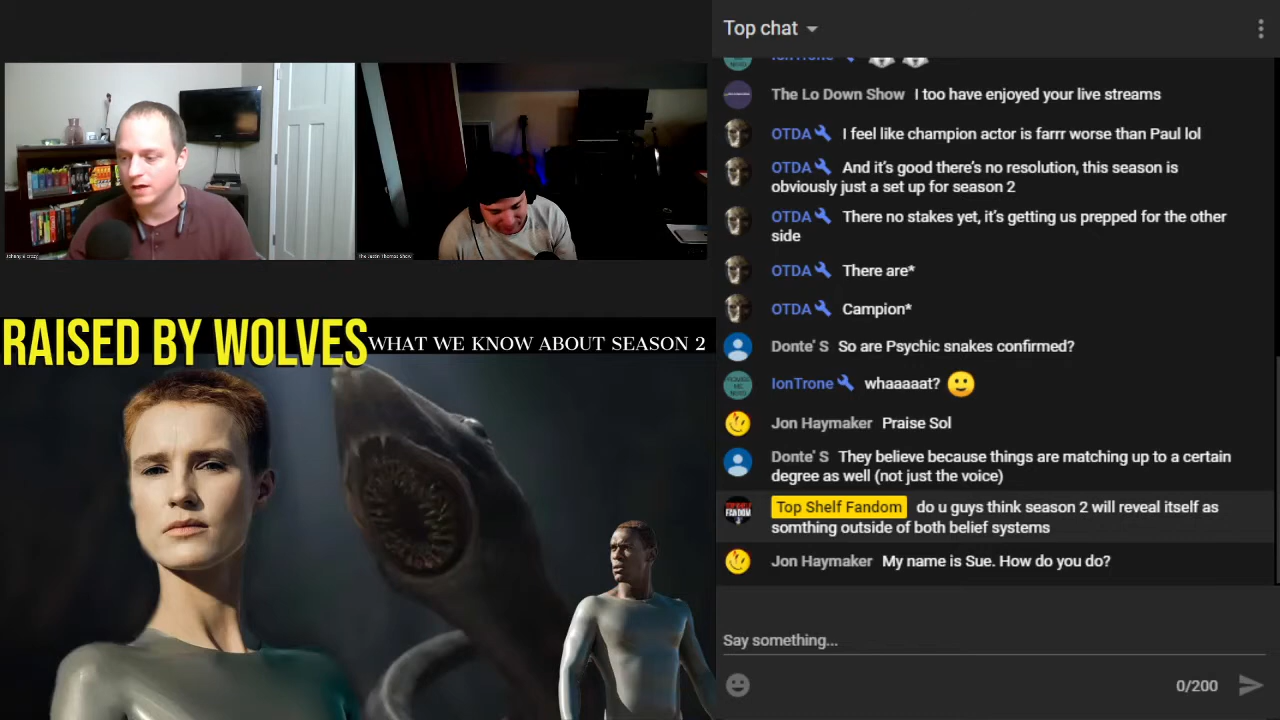 Top chat
IonTrone
The Lo Down Show I too have enjoyed your live streams
OTDA I feel like champion actor is farrr worse than Paul lol
OTDA And it's good there's no resolution, this season is
obviously just a set up for season 2
OTDA There no stakes yet, it's getting us prepped for the other
side
OTDA There are*
OTDA Campion*
Donte' S So are Psychic snakes confirmed?
IonTrone whaaaaat? 🙂
Jon Haymaker Praise Sol
Donte' S They believe because things are matching up to a certain
degree as well (not just the voice)
Top Shelf Fandom do u guys think season 2 will reveal itself as
somthing outside of both belief systems
Jon Haymaker My name is Sue. How do you do?
Say something...
0/200
The Justin Thomas Show
RAISED BY WOLVES
WHAT WE KNOW ABOUT SEASON 2